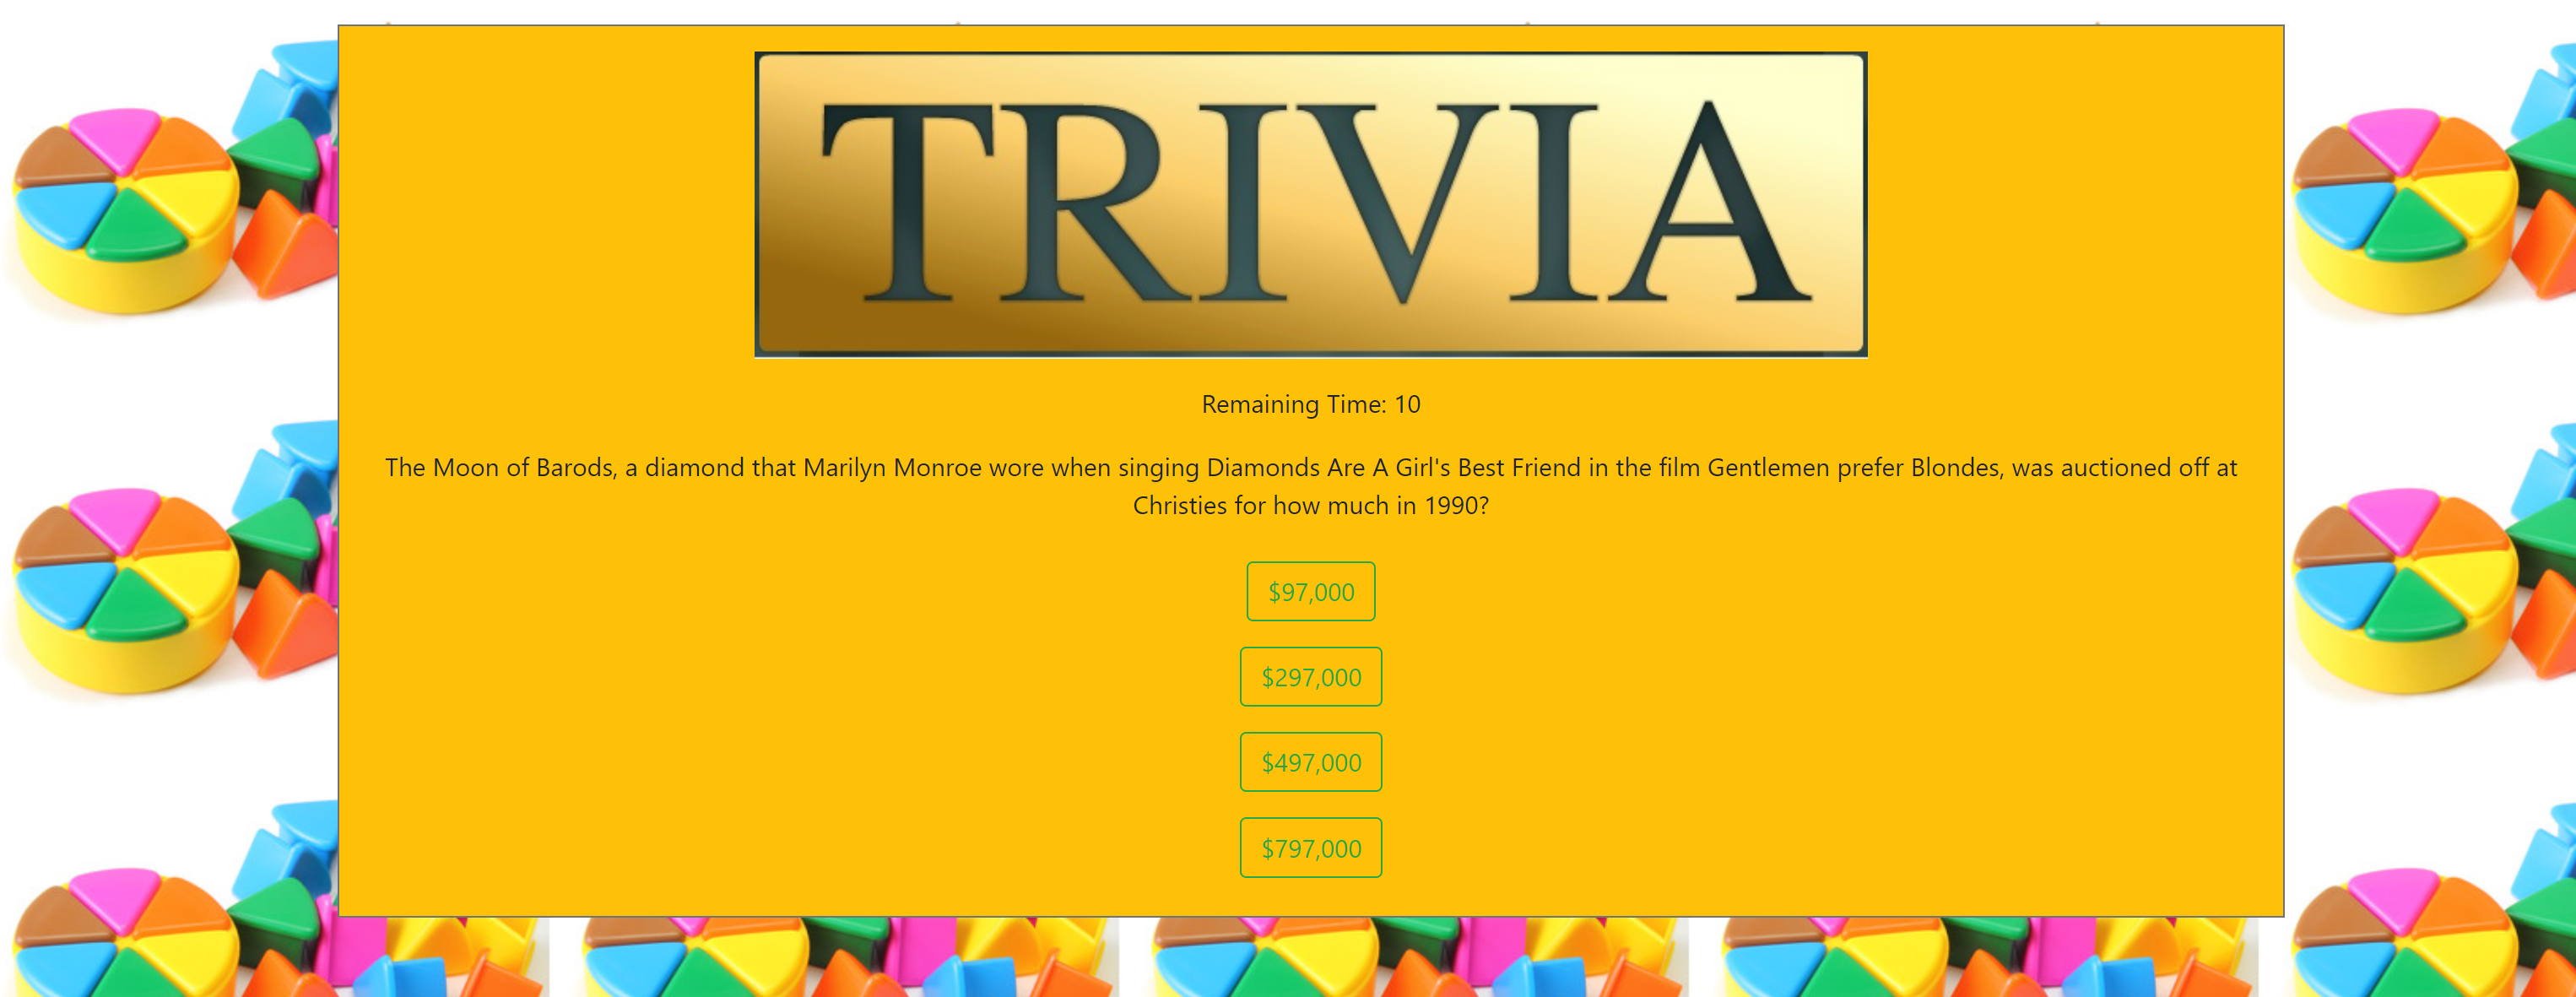 TRIVIA
Remaining Time: 10
The Moon of Barods, a diamond that Marilyn Monroe wore when singing Diamonds Are A Girl's Best Friend in the film Gentlemen prefer Blondes, was auctioned off at
Christies for how much in 1990?
$97,000
$297,000
$497,000
$797,000